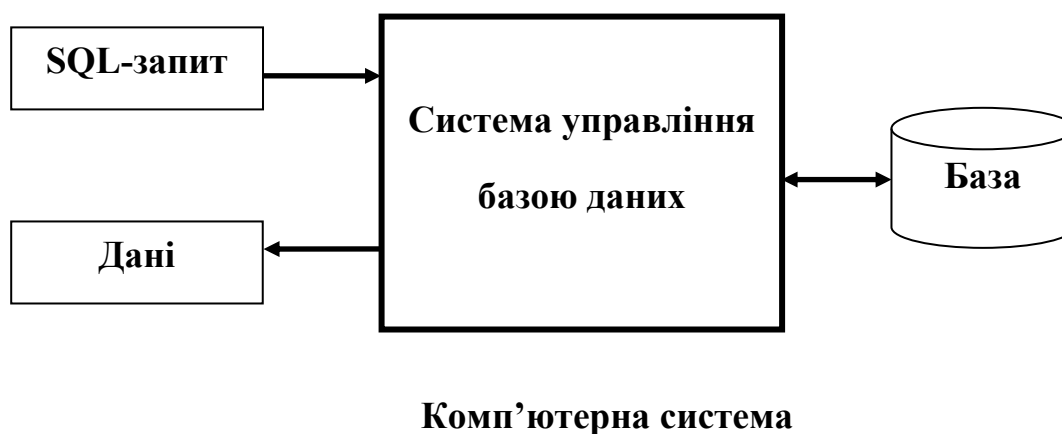 SQL-запит
Система управління
базою даних
База
Дані
Комп’ютерна система